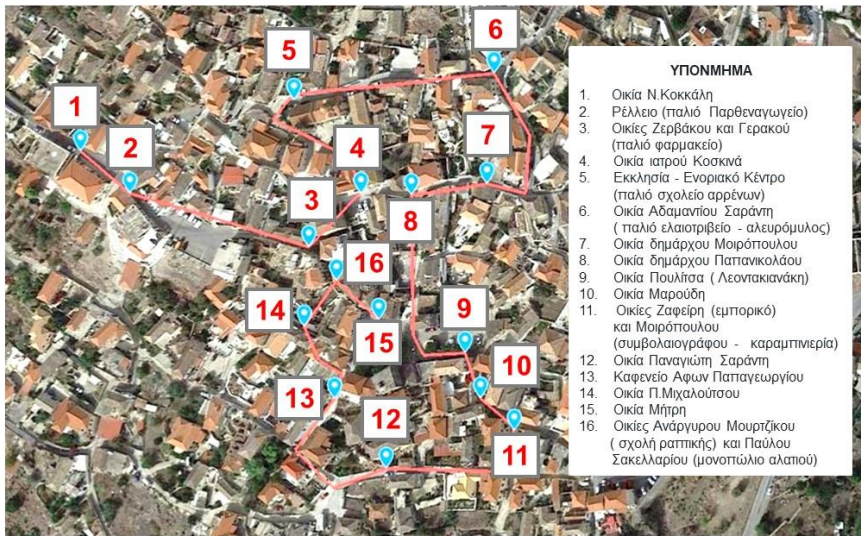 1
2
3
4
5
6
7
8
9
10
11
12
13
14
15
16
ΥΠΟΝΜΗΜΑ
1. Οικία Ν.Κοκκάλη
2. Ρέλλειο (παλιό Παρθεναγωγείο)
3. Οικίες Ζερβάκου και Γερακού
(παλιό φαρμακείο)
4. Οικία ιατρού Κοσκινά
5. Εκκλησία - Ενοριακό Κέντρο
(παλιό σχολείο αρρένων)
6. Οικία Αδαμαντίου Σαράντη
( παλιό ελαιοτριβείο - αλευρόμυλος)
7. Οικία δημάρχου Μοιρόπουλου
8. Οικία δημάρχου Παπανικολάου
9. Οικία Πουλίτσα ( Λεοντακιανάκη)
10. Οικία Μαρούδη
11. Οικίες Ζαφείρη (εμπορικό)
και Μοιρόπουλου
(συμβολαιογράφου - καραμπινιερία)
12. Οικία Παναγιώτη Σαράντη
13. Καφενείο Αφων Παπαγεωργίου
14. Οικία Π.Μιχαλούτσου
15. Οικία Μήτρη
16. Οικίες Ανάργυρου Μουρτζίκου
( σχολή ραπτικής) και Παύλου
Σακελλαρίου (μονοπώλιο αλατιού)